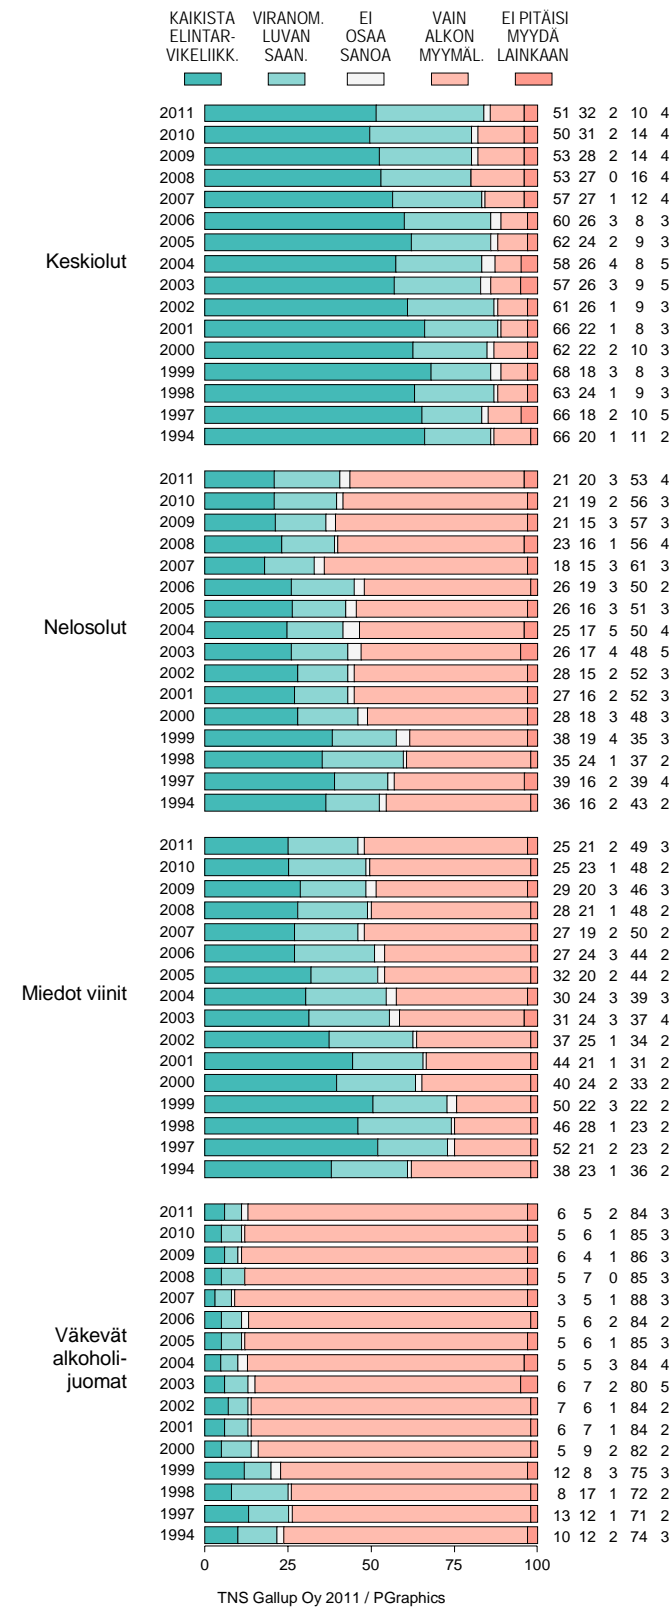 KAIKISTA VIRANOM. EI VAIN EI PITÄISI
ELINTAR- LUVAN OSAA ALKON MYYDÄ
VIKELIIKK. SAAN. SANOA MYYMÄL. LAINKAAN
2011 51 32 2 10 4
2010 50 31 2 14 4
2009 53 28 2 14 4
2008 53 27 0 16 4
2007 57 27 1 12 4
2006 60 26 3 8 3
2005 62 24 2 9 3
Keskiolut
2004 58 26 4 8 5
2003 57 26 3 9 5
2002 61 26 1 9 3
2001 66 22 1 8 3
2000 62 22 2 10 3
1999 68 18 3 8 3
1998 63 24 1 9 3
1997 66 18 2 10 5
1994 66 20 1 11 2
2011 21 20 3 53 4
2010 21 19 2 56 3
2009 21 15 3 57 3
2008 23 16 1 56 4
2007 18 15 3 61 3
2006 26 19 3 50 2
2005 26 16 3 51 3
Nelosolut
2004 25 17 5 50 4
2003 26 17 4 48 5
2002 28 15 2 52 3
2001 27 16 2 52 3
2000 28 18 3 48 3
1999 38 19 4 35 3
1998 35 24 1 37 2
1997 39 16 2 39 4
1994 36 16 2 43 2
2011 25 21 2 49 3
2010 25 23 1 48 2
2009 29 20 3 46 3
2008 28 21 1 48 2
2007 27 19 2 50 2
2006 27 24 3 44 2
2005 32 20 2 44 2
Miedot viinit
2004 30 24 3 39 3
2003 31 24 3 37 4
2002 37 25 1 34 2
2001 44 21 1 31 2
2000 40 24 2 33 2
1999 50 22 3 22 2
1998 46 28 1 23 2
1997 52 21 2 23 2
1994 38 23 1 36 2
2011 6 5 2 84 3
2010 5 6 1 85 3
2009 6 4 1 86 3
2008 5 7 0 85 3
2007 3 5 1 88 3
2006 5 6 2 84 2
Väkevät
2005 5 6 1 85 3
alkoholi-
2004 5 5 3 84 4
juomat
2003 6 7 2 80 5
2002 7 6 1 84 2
2001 6 7 1 84 2
2000 5 9 2 82 2
1999 12 8 3 75 3
1998 8 17 1 72 2
1997 13 12 1 71 2
1994 10 12 2 74 3
0 25 50 75 100
TNS Gallup Oy 2011 / PGraphics